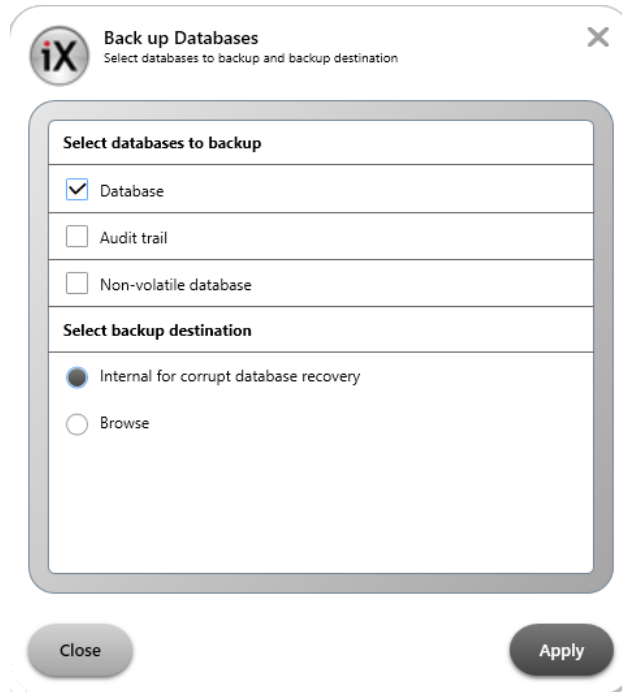 iX
Back up Databases
Select databases to backup and backup destination
Select databases to backup
Database
Audit trail
Non-volatile database
Select backup destination
Internal for corrupt database recovery
Browse
Close
Apply